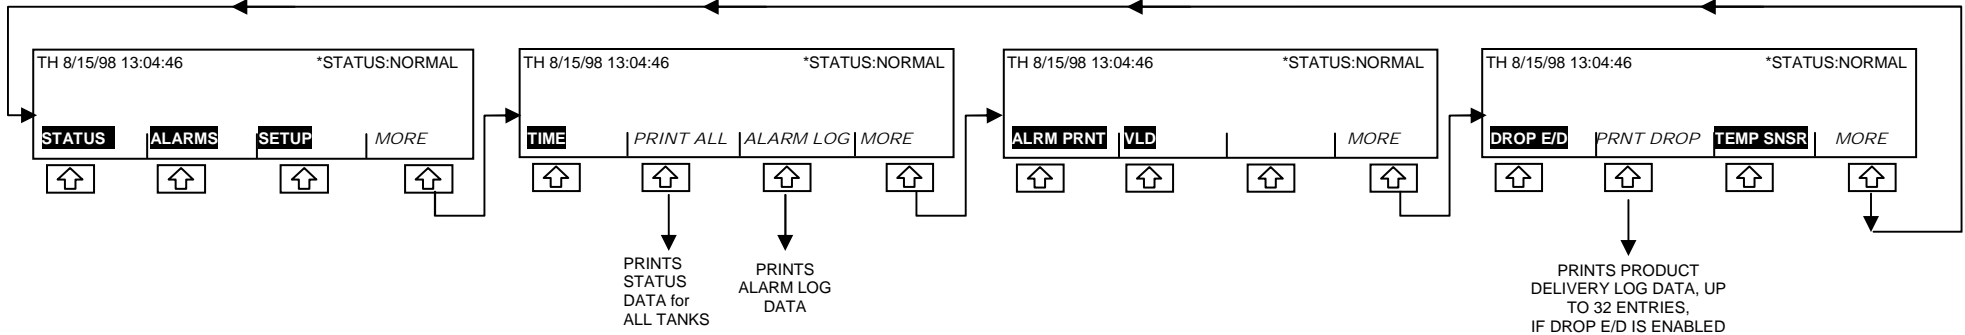 TH 8/15/98 13:04:46 *STATUS:NORMAL
STATUS ALARMS SETUP MORE
TH 8/15/98 13:04:46 *STATUS:NORMAL
TIME PRINT ALL ALARM LOG MORE
PRINTS
STATUS
DATA for
ALL TANKS
PRINTS
ALARM LOG
DATA
TH 8/15/98 13:04:46 *STATUS:NORMAL
ALRM PRNT VLD MORE
TH 8/15/98 13:04:46 *STATUS:NORMAL
DROP E/D PRNT DROP TEMP SNSR MORE
PRINTS PRODUCT
DELIVERY LOG DATA, UP
TO 32 ENTRIES,
IF DROP E/D IS ENABLED